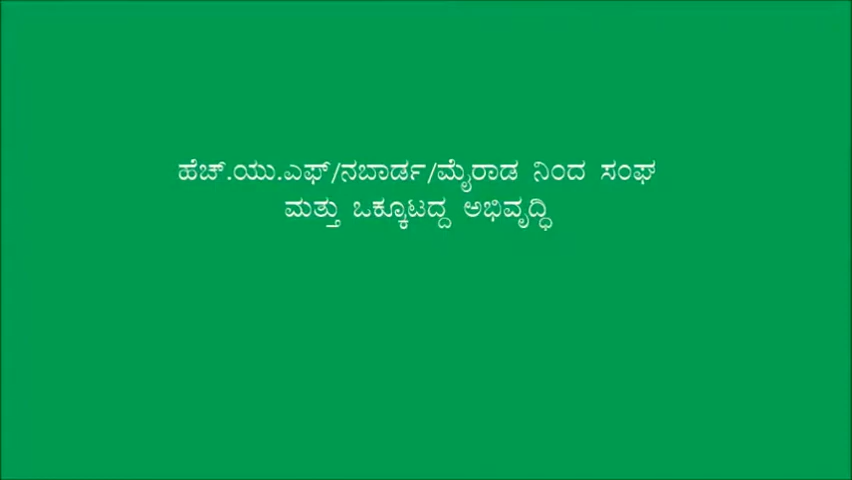 ಹೆಚ್.ಯು.ಎಫ್/ನಬಾರ್ಡ/ಮೈರಾಡ ನಿಂದ ಸಂಘ
ಮತ್ತು ಒಕ್ಕೂಟದ್ದ ಅಭಿವೃದ್ಧಿ